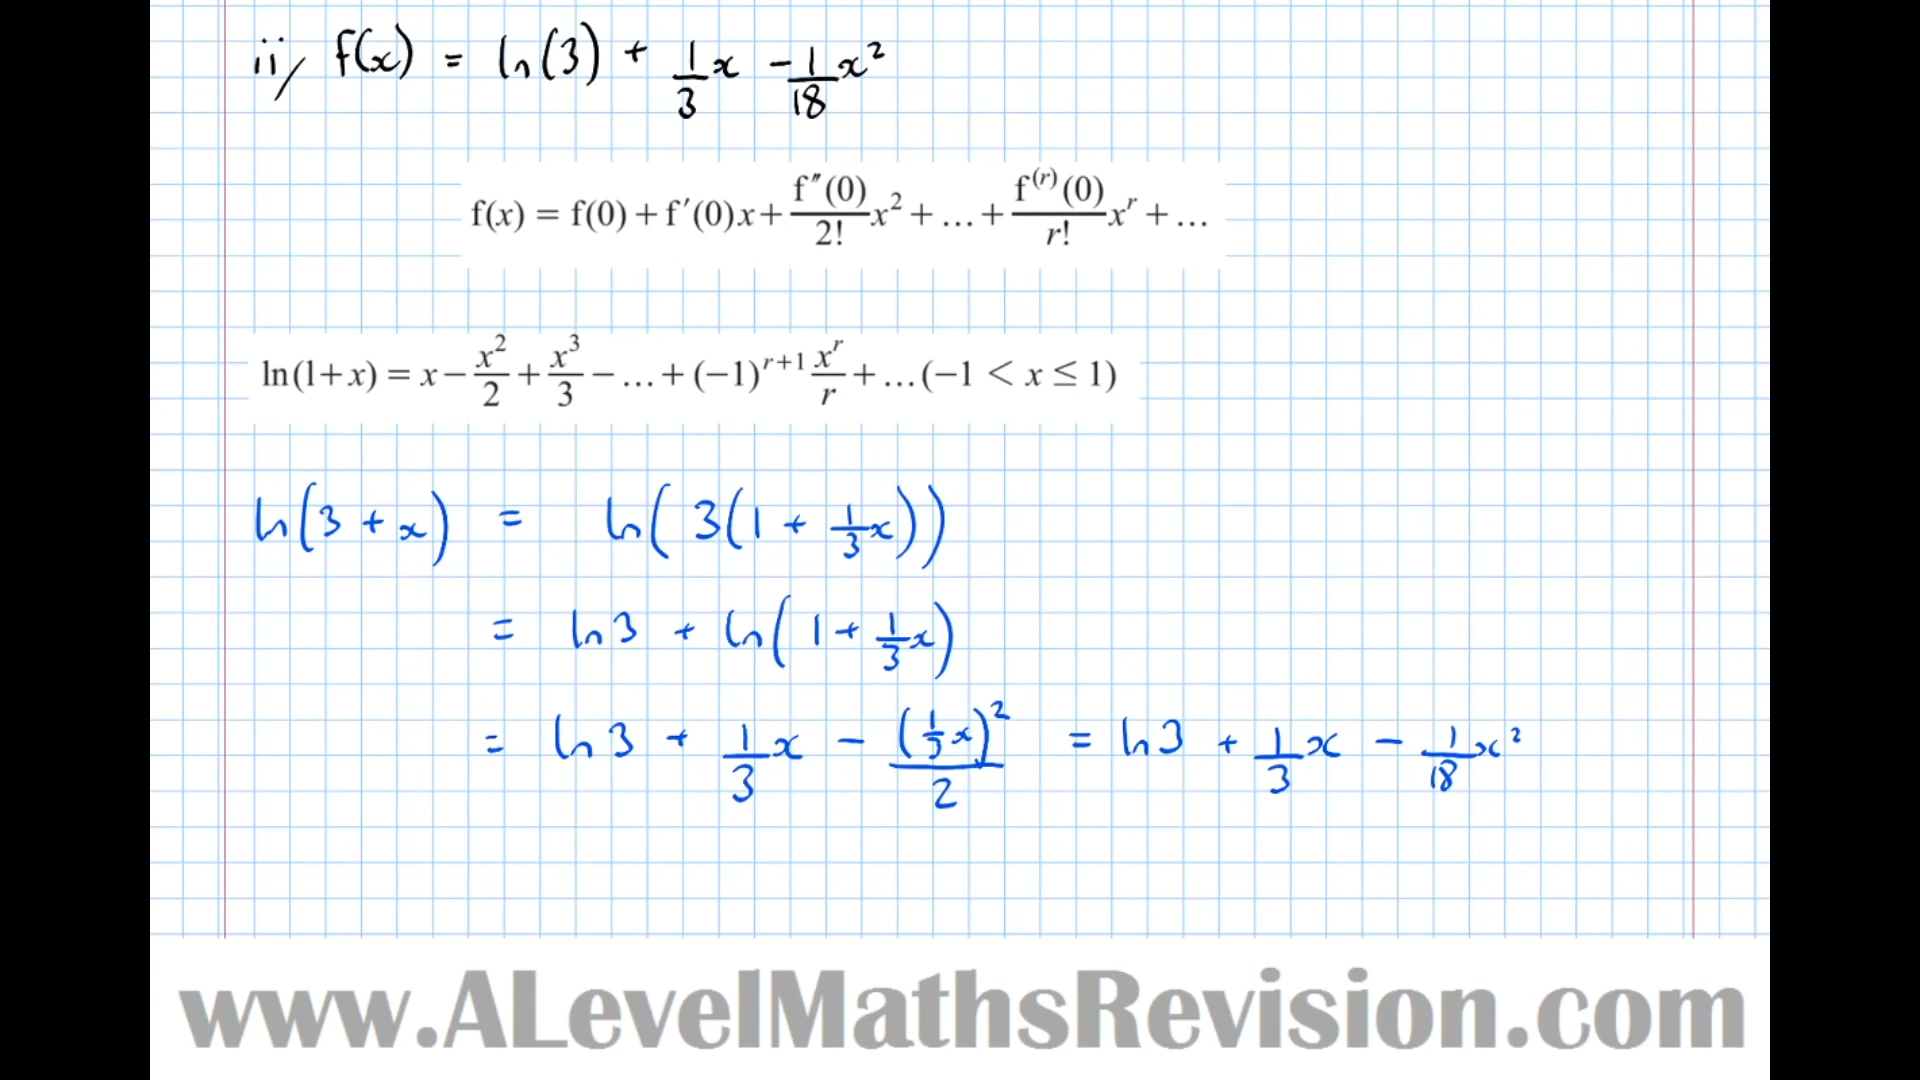 ii/ f(x) = ln(3) + 1/3 x - 1/18 x²
f(x) = f(0) + f′(0)x + f″(0)/2! x² + ... + f⁽ʳ⁾(0)/r! xʳ + ...
ln(1+x) = x − x²/2 + x³/3 − ... + (−1)ʳ⁺¹ xʳ/r + ... (−1 < x ≤ 1)
ln(3 + x) = ln(3(1 + 1/3 x))
= ln3 + ln(1 + 1/3 x)
= ln3 + 1/3 x − (1/3 x)²/2 = ln3 + 1/3 x − 1/18 x²
www.ALevelMathsRevision.com